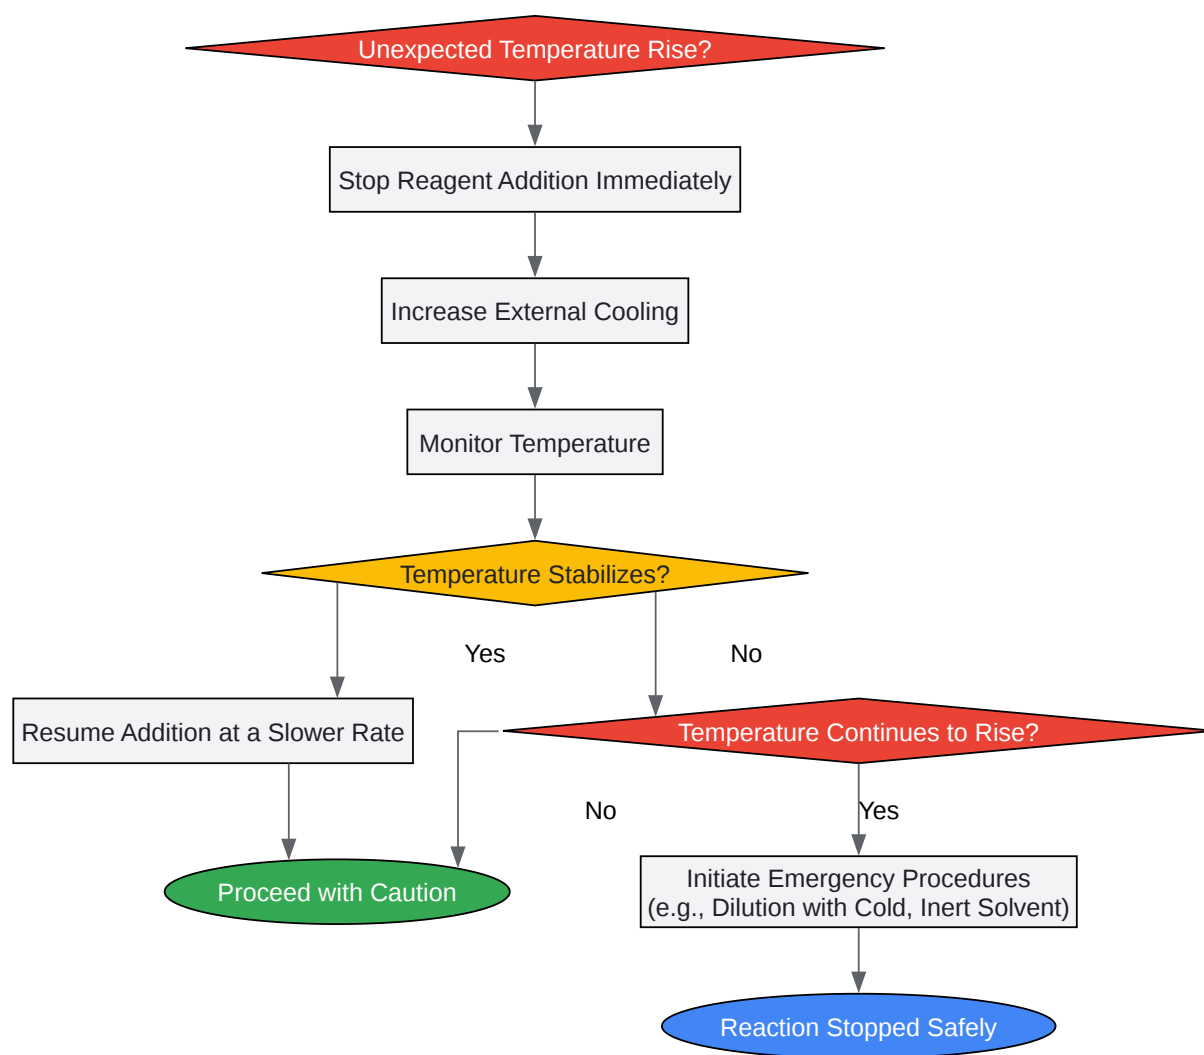 Unexpected Temperature Rise?
Stop Reagent Addition Immediately
Increase External Cooling
Monitor Temperature
Temperature Stabilizes?
Yes
No
Resume Addition at a Slower Rate
Temperature Continues to Rise?
No
Yes
Proceed with Caution
Initiate Emergency Procedures
(e.g., Dilution with Cold, Inert Solvent)
Reaction Stopped Safely